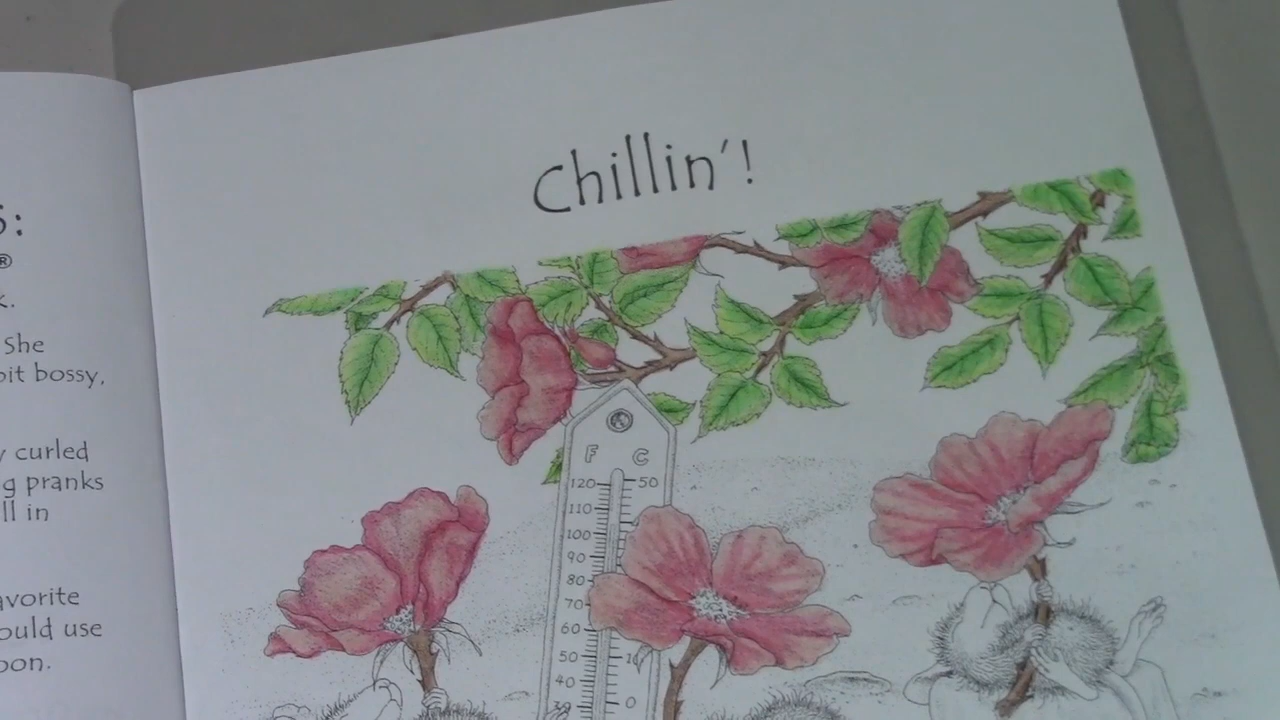 :
®
k.
She
bit bossy,
curled
g pranks
ll in
avorite
ould use
oon.
Chillin'!
F C
120 50
110
100
90
80
70
60
50
40
0